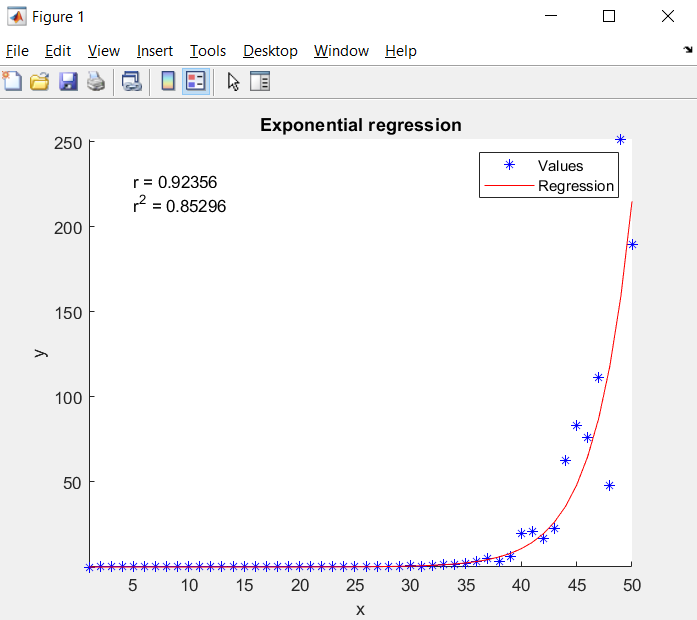 Figure 1
File Edit View Insert Tools Desktop Window Help
Exponential regression
250
200
150
100
50
r = 0.92356
r² = 0.85296
Values
Regression
y
5 10 15 20 25 30 35 40 45 50
x